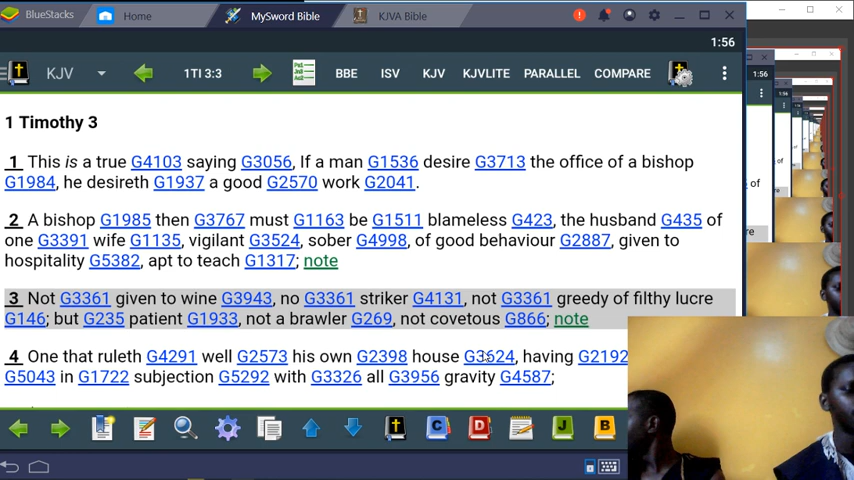 BlueStacks Home MySword Bible KJVA Bible
1:56
KJV 1TI 3:3 BBE ISV KJV KJVLITE PARALLEL COMPARE
1 Timothy 3
1 This is a true G4103 saying G3056, If a man G1536 desire G3713 the office of a bishop
G1984, he desireth G1937 a good G2570 work G2041.
2 A bishop G1985 then G3767 must G1163 be G1511 blameless G423, the husband G435 of
one G3391 wife G1135, vigilant G3524, sober G4998, of good behaviour G2887, given to
hospitality G5382, apt to teach G1317; note
3 Not G3361 given to wine G3943, no G3361 striker G4131, not G3361 greedy of filthy lucre
G146; but G235 patient G1933, not a brawler G269, not covetous G866; note
4 One that ruleth G4291 well G2573 his own G2398 house G3624, having G2192
G5043 in G1722 subjection G5292 with G3326 all G3956 gravity G4587;
C D J B
1:56
of